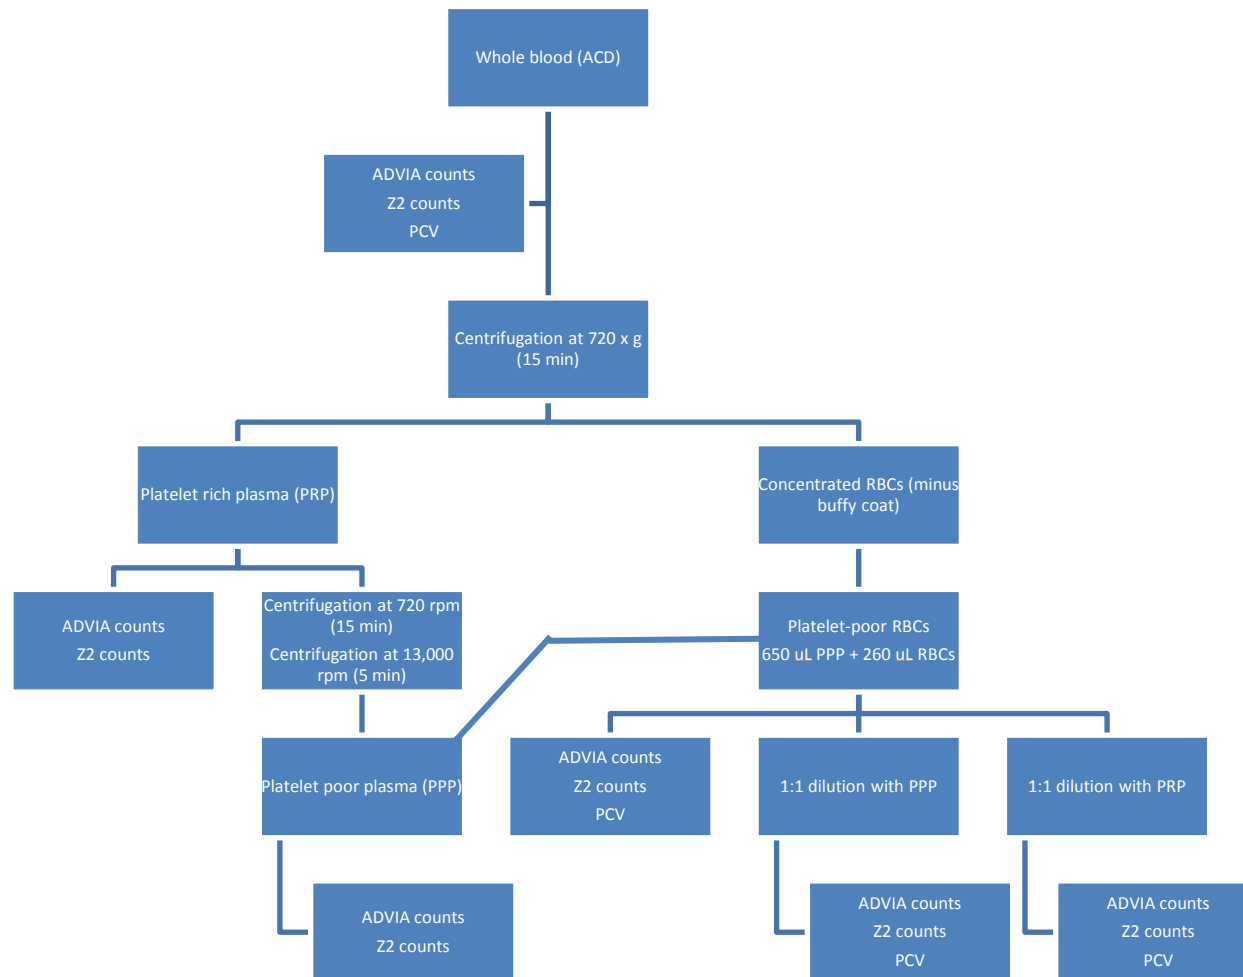 Whole blood (ACD)
ADVIA counts
Z2 counts
PCV
Centrifugation at 720 x g
(15 min)
Platelet rich plasma (PRP)
Concentrated RBCs (minus
buffy coat)
ADVIA counts
Z2 counts
Centrifugation at 720 rpm
(15 min)
Centrifugation at 13,000
rpm (5 min)
Platelet-poor RBCs
650 uL PPP + 260 uL RBCs
Platelet poor plasma (PPP)
ADVIA counts
Z2 counts
PCV
1:1 dilution with PPP
1:1 dilution with PRP
ADVIA counts
Z2 counts
ADVIA counts
Z2 counts
PCV
ADVIA counts
Z2 counts
PCV